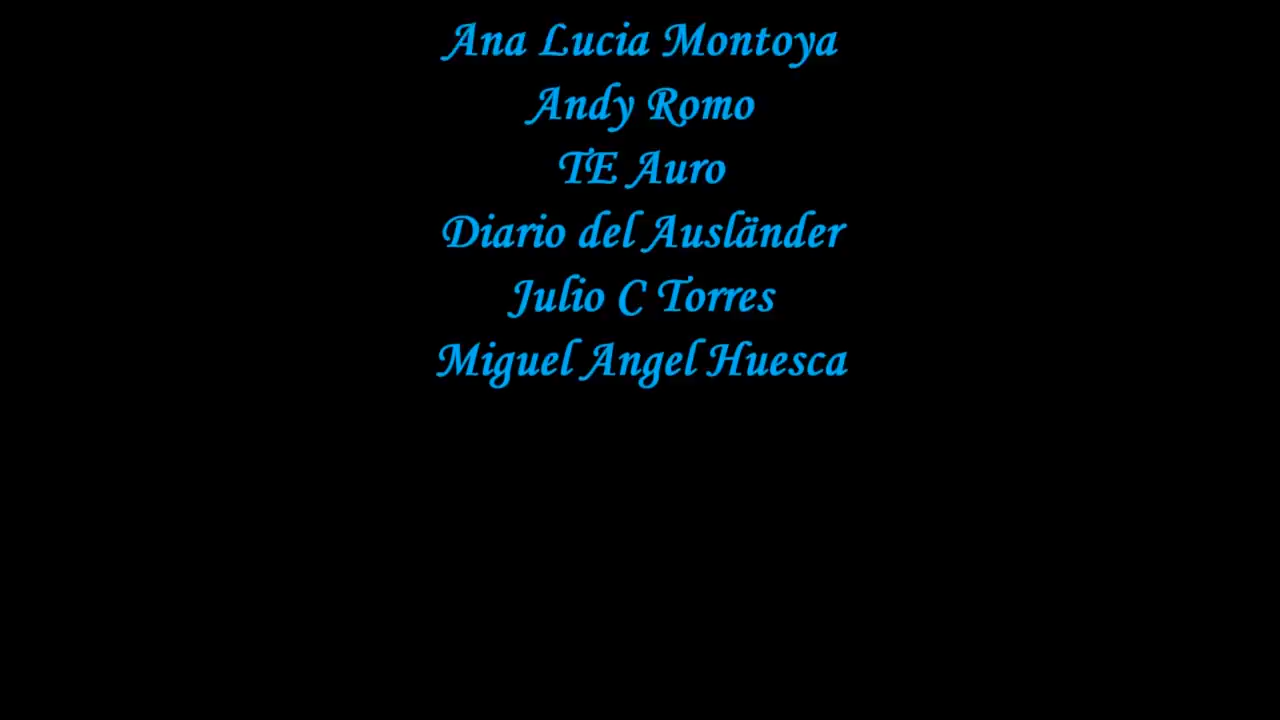 Ana Lucia Montoya
Andy Romo
TE Auro
Diario del Ausländer
Julio C Torres
Miguel Angel Huesca